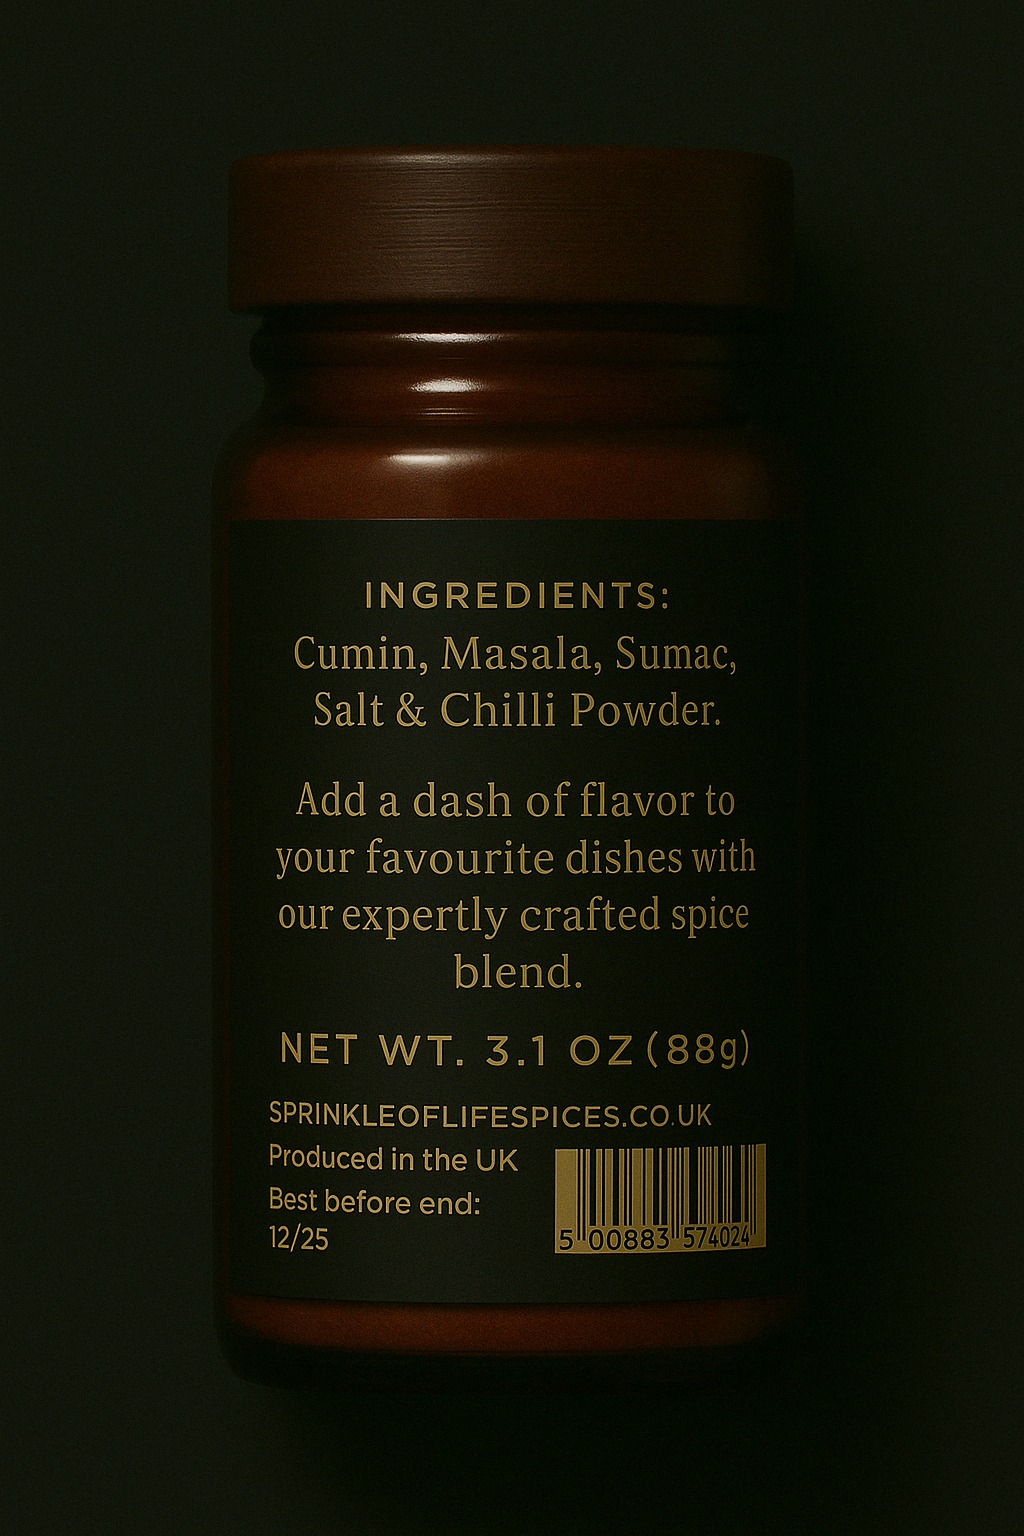 INGREDIENTS:
Cumin, Masala, Sumac,
Salt & Chilli Powder.
Add a dash of flavor to
your favourite dishes with
our expertly crafted spice
blend.
NET WT. 3.1 OZ (88g)
SPRINKLEOFLIFESPICES.CO.UK
Produced in the UK
Best before end:
12/25
5 00883 574024